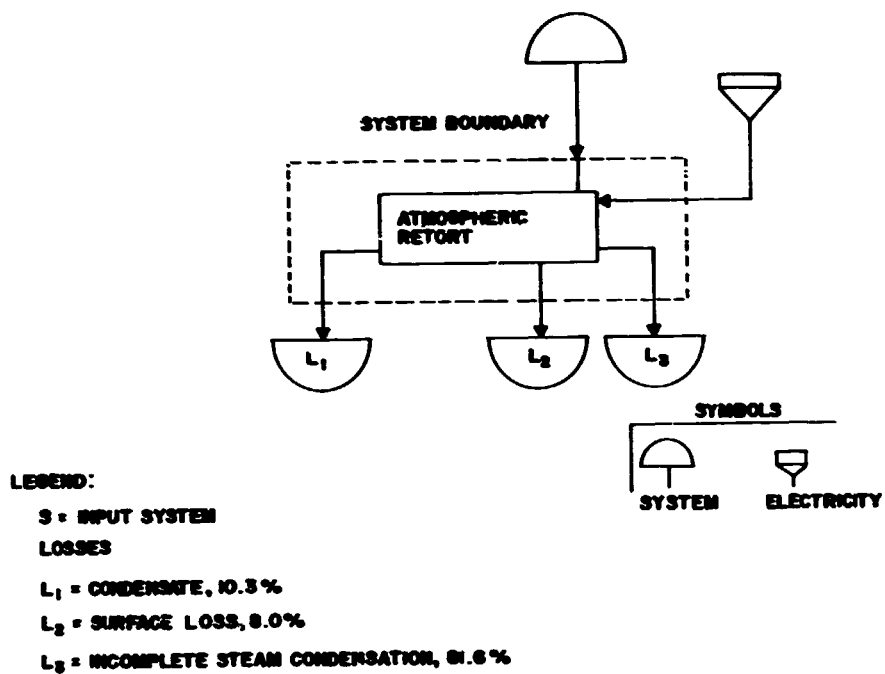 SYSTEM BOUNDARY
ATMOSPHERIC
RETORT
L₁
L₂
L₃
SYMBOLS
SYSTEM
ELECTRICITY
LEGEND:
S = INPUT SYSTEM
LOSSES
L₁ = CONDENSATE, 10.3%
L₂ = SURFACE LOSS, 8.0%
L₃ = INCOMPLETE STEAM CONDENSATION, 81.6%